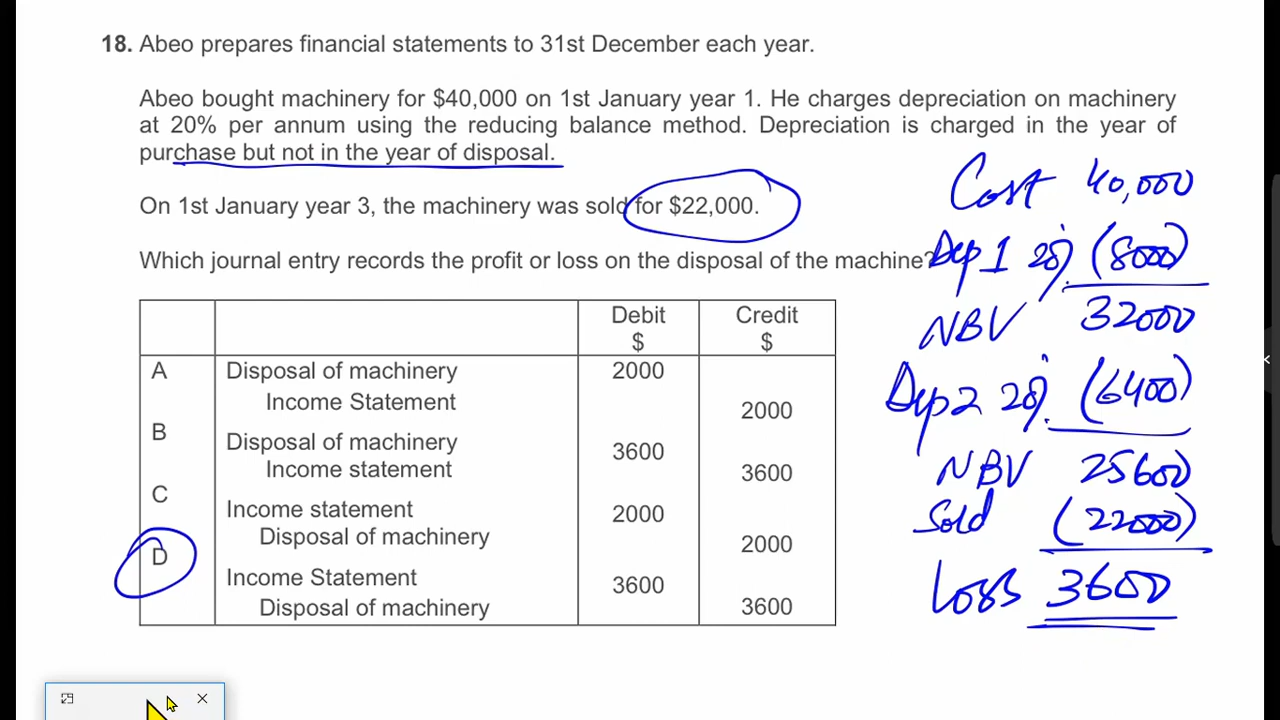 18. Abeo prepares financial statements to 31st December each year.
Abeo bought machinery for $40,000 on 1st January year 1. He charges depreciation on machinery
at 20% per annum using the reducing balance method. Depreciation is charged in the year of
purchase but not in the year of disposal.
On 1st January year 3, the machinery was sold for $22,000.
Which journal entry records the profit or loss on the disposal of the machine?
Debit Credit
$ $
A Disposal of machinery 2000
Income Statement 2000
B Disposal of machinery 3600
Income statement 3600
C Income statement 2000
Disposal of machinery 2000
D Income Statement 3600
Disposal of machinery 3600
Cost 40,000
Dep 1 20% (8000)
NBV 32000
Dep 2 20% (6400)
NBV 25600
Sold (22000)
Loss 3600